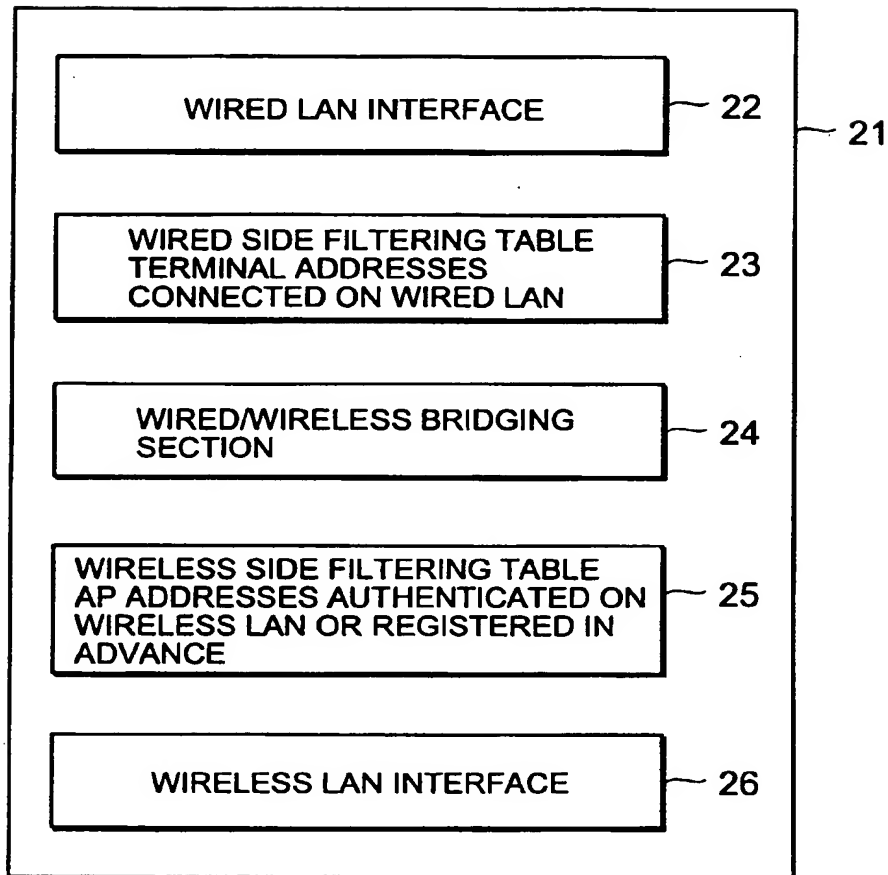 WIRED LAN INTERFACE
22
21
WIRED SIDE FILTERING TABLE
TERMINAL ADDRESSES
CONNECTED ON WIRED LAN
23
WIRED/WIRELESS BRIDGING
SECTION
24
WIRELESS SIDE FILTERING TABLE
AP ADDRESSES AUTHENTICATED ON
WIRELESS LAN OR REGISTERED IN
ADVANCE
25
WIRELESS LAN INTERFACE
26